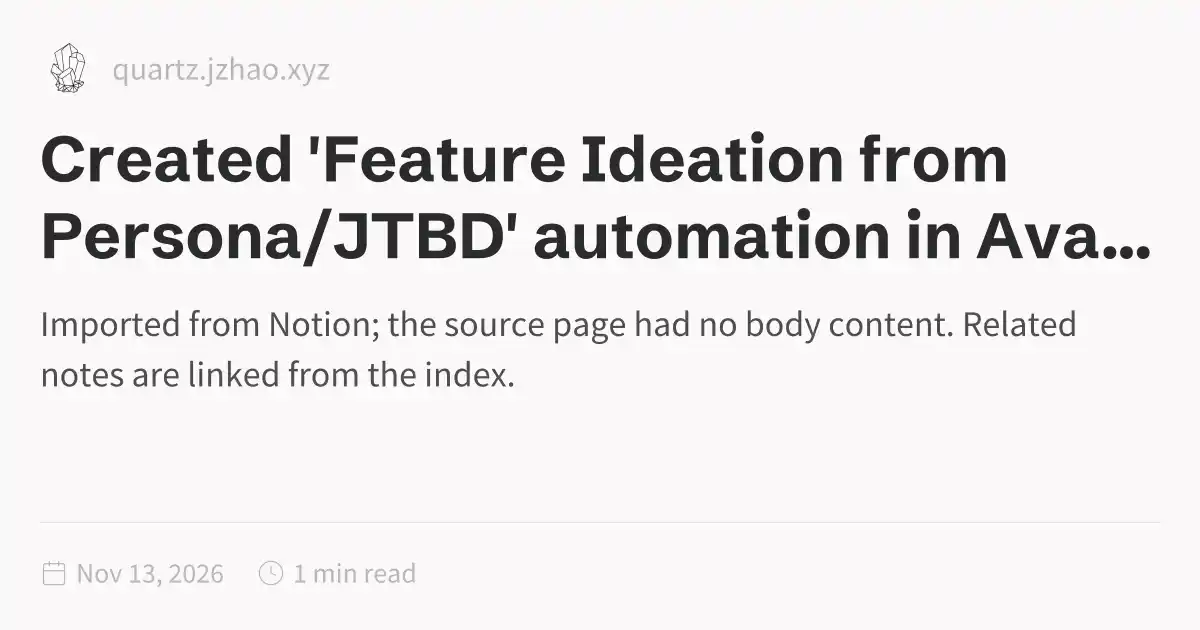 quartz.jzhao.xyz
Created 'Feature Ideation from
Persona/JTBD' automation in Ava...
Imported from Notion; the source page had no body content. Related
notes are linked from the index.
Nov 13, 2026 1 min read